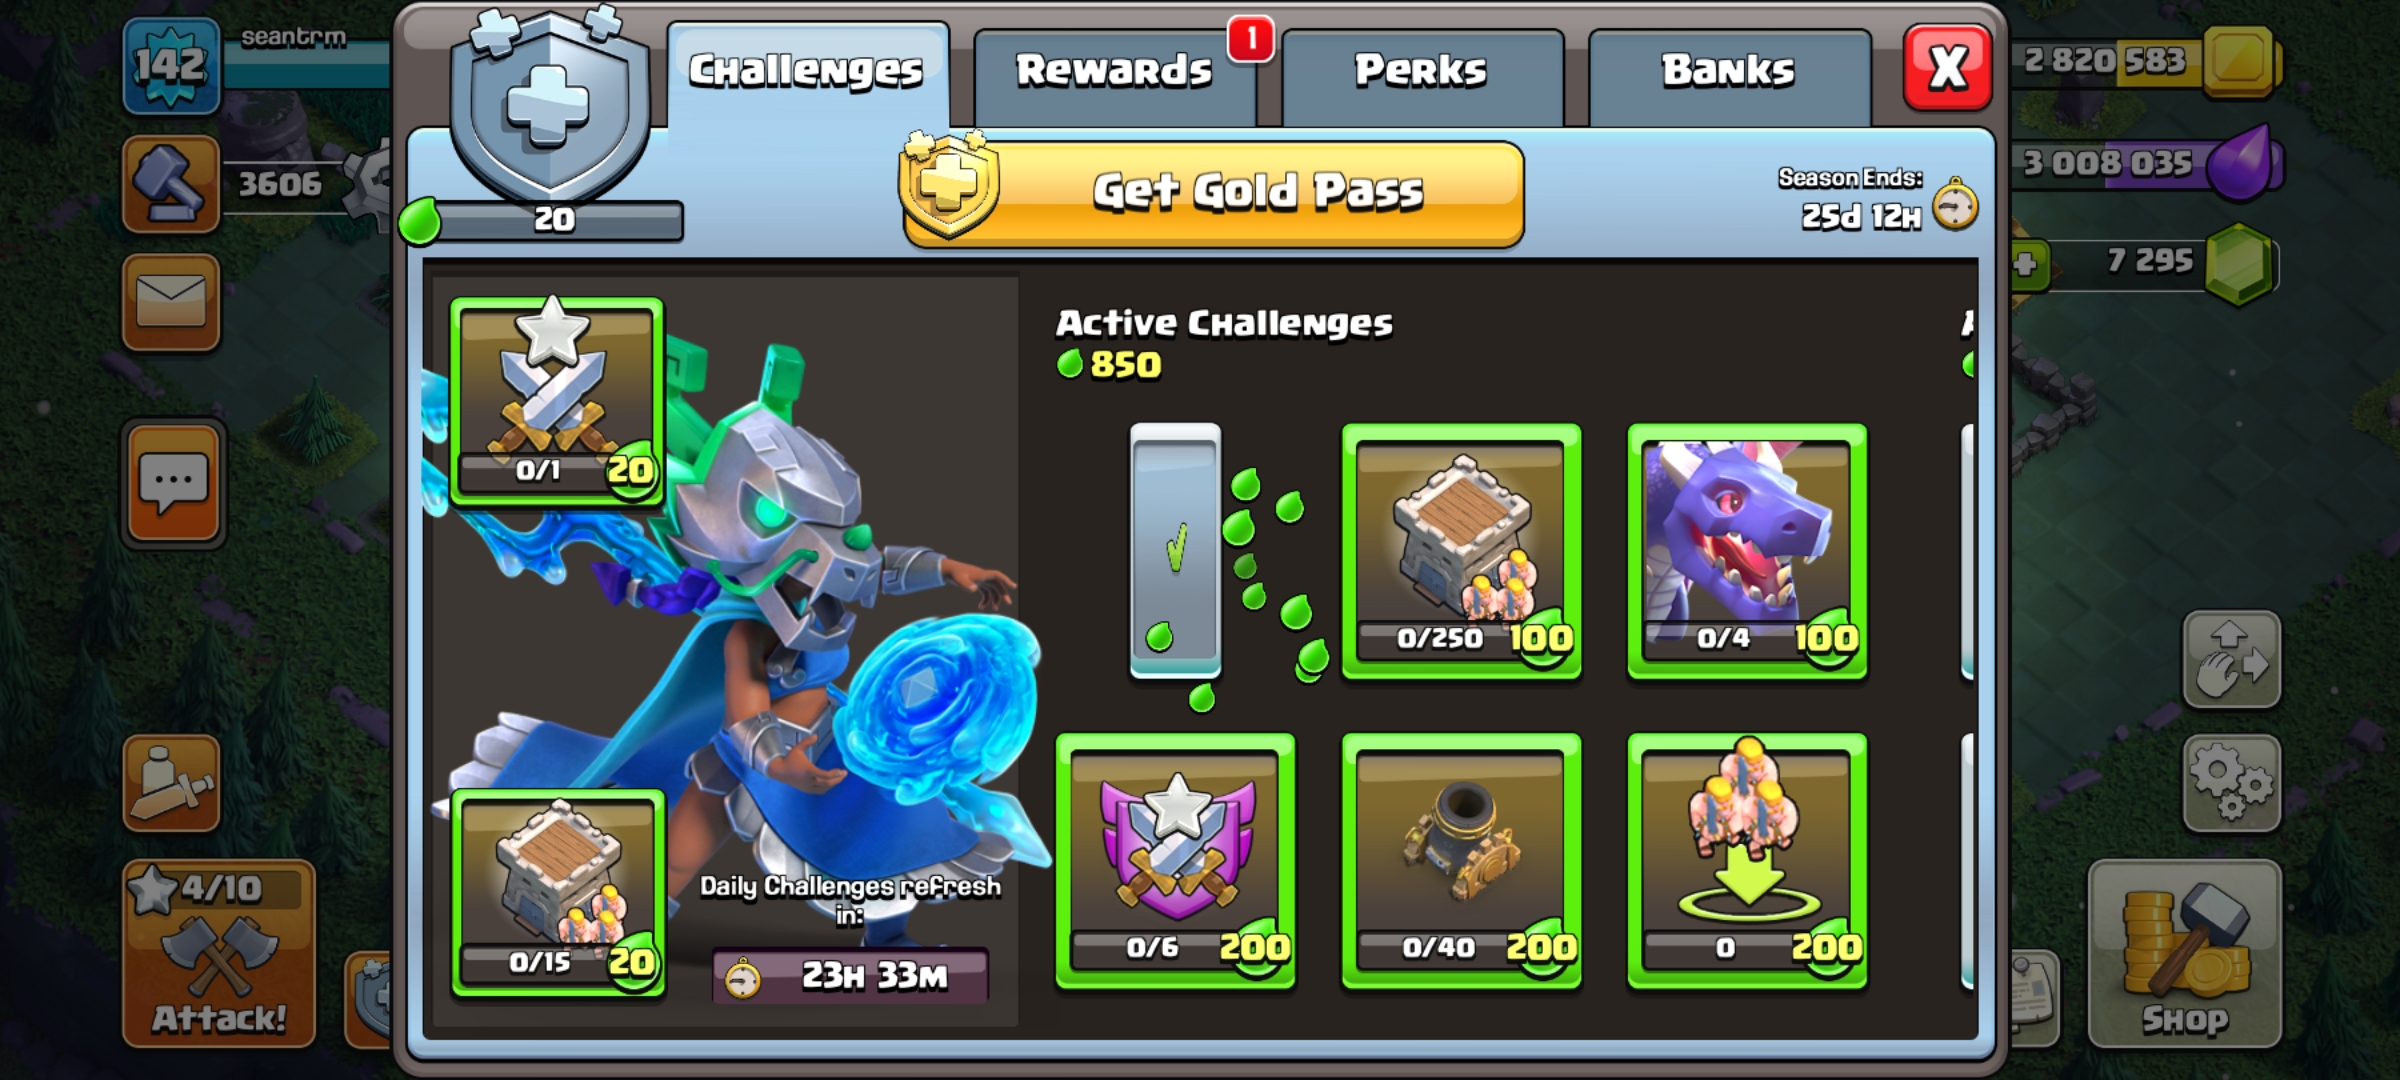 142
seantrm
3606
4/10
Attack!
Challenges
Rewards
1
Perks
Banks
X
20
Get Gold Pass
Season Ends:
25d 12H
2 820 583
3 008 035
7 295
0/1
20
0/15
20
Daily Challenges refresh
in:
23H 33M
Active Challenges
850
0/250
100
0/4
100
0/6
200
0/40
200
0
200
Shop